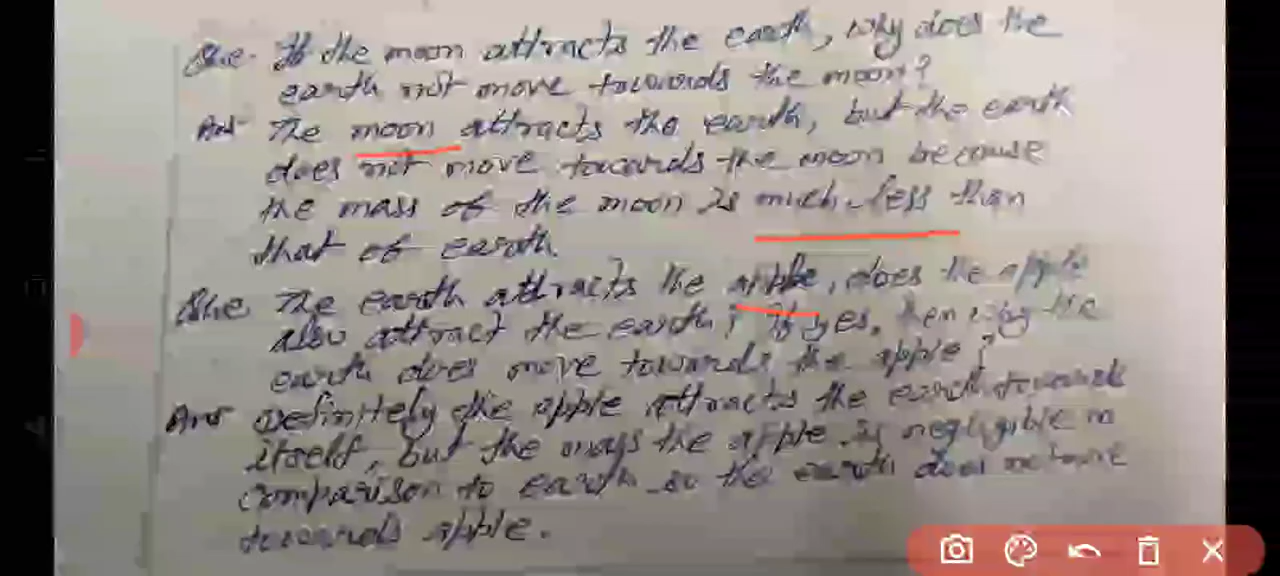 Que. If the moon attracts the earth, why does the
earth not move towards the moon?
Ans The moon attracts the earth, but the earth
does not move towards the moon because
the mass of the moon is much less than
that of earth.
Que The earth attracts the apple, does the apple
also attract the earth? If yes, then why the
earth does move towards the apple?
Ans Definitely the apple attracts the earth towards
itself, but the mass the apple is negligible in
comparison to earth so the earth does not move
towards apple.